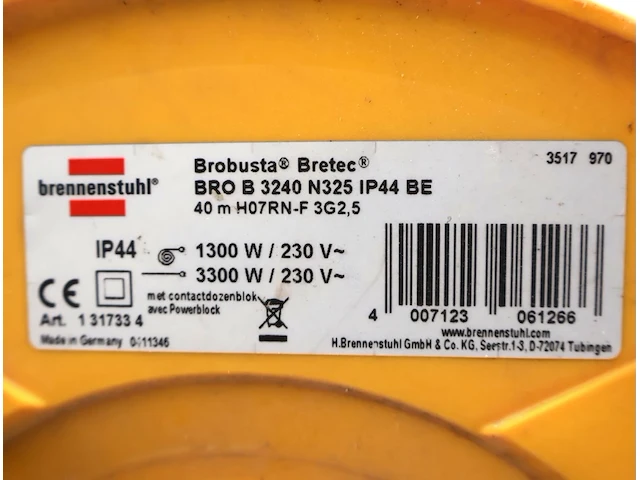 brennenstuhl®
Brobusta® Bretec®
BRO B 3240 N325 IP44 BE
40 m H07RN-F 3G2,5
3517 970
IP44
1300 W / 230 V~
3300 W / 230 V~
CE
met contactdozenblok
avec Powerblock
Art. 1 31733 4
Made in Germany
4 007123 061266
www.brennenstuhl.com
H.Brennenstuhl GmbH & Co. KG, Seestr.1-3, D-72074 Tübingen